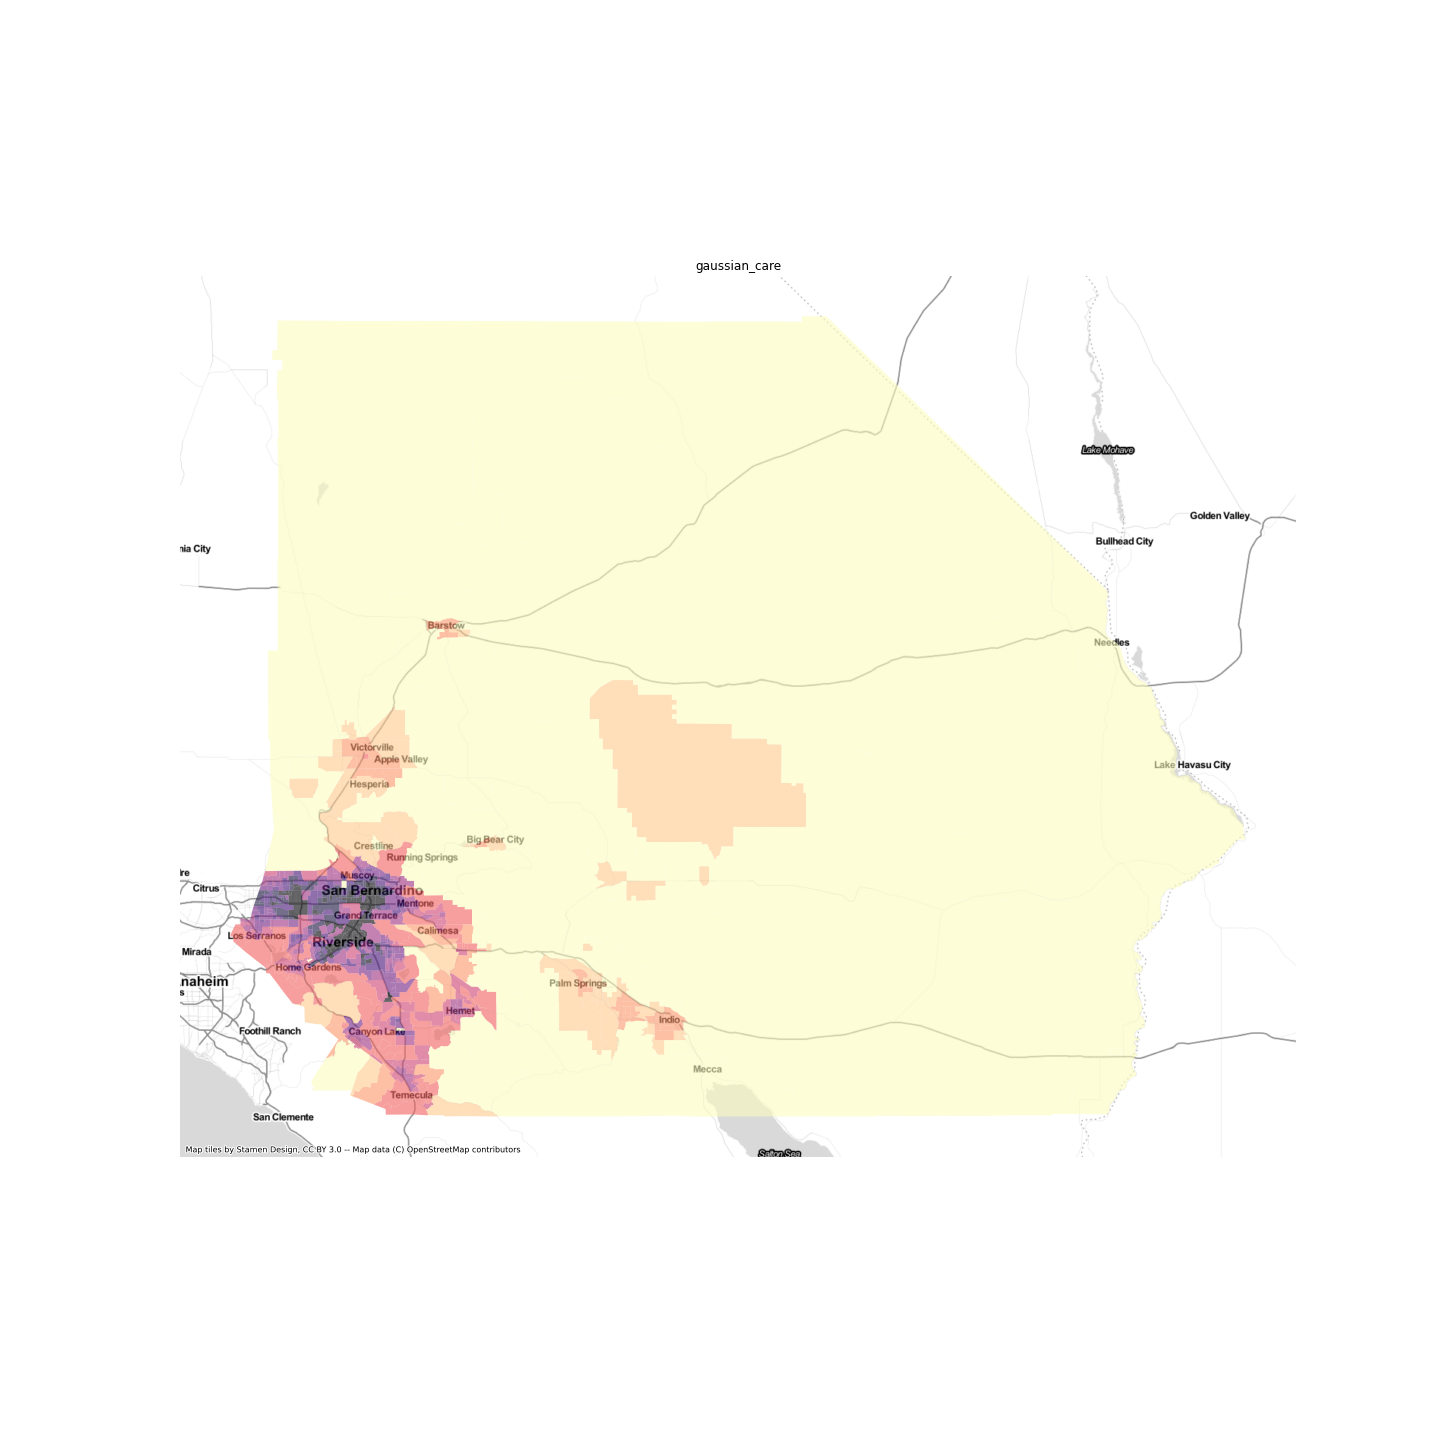 gaussian_care
Lake Mohave
Golden Valley
Bullhead City
nia City
Barstow
Needles
Victorville
Apple Valley
Lake Havasu City
Hesperia
Big Bear City
Crestline
Running Springs
dre
Muscoy
Citrus
San Bernardino
Mentone
Grand Terrace
Calimesa
Los Serranos
Riverside
Mirada
Home Gardens
naheim
s
Palm Springs
Hemet
Indio
Foothill Ranch
Canyon Lake
Mecca
Temecula
San Clemente
Map tiles by Stamen Design, CC BY 3.0 -- Map data (C) OpenStreetMap contributors
Salton Sea